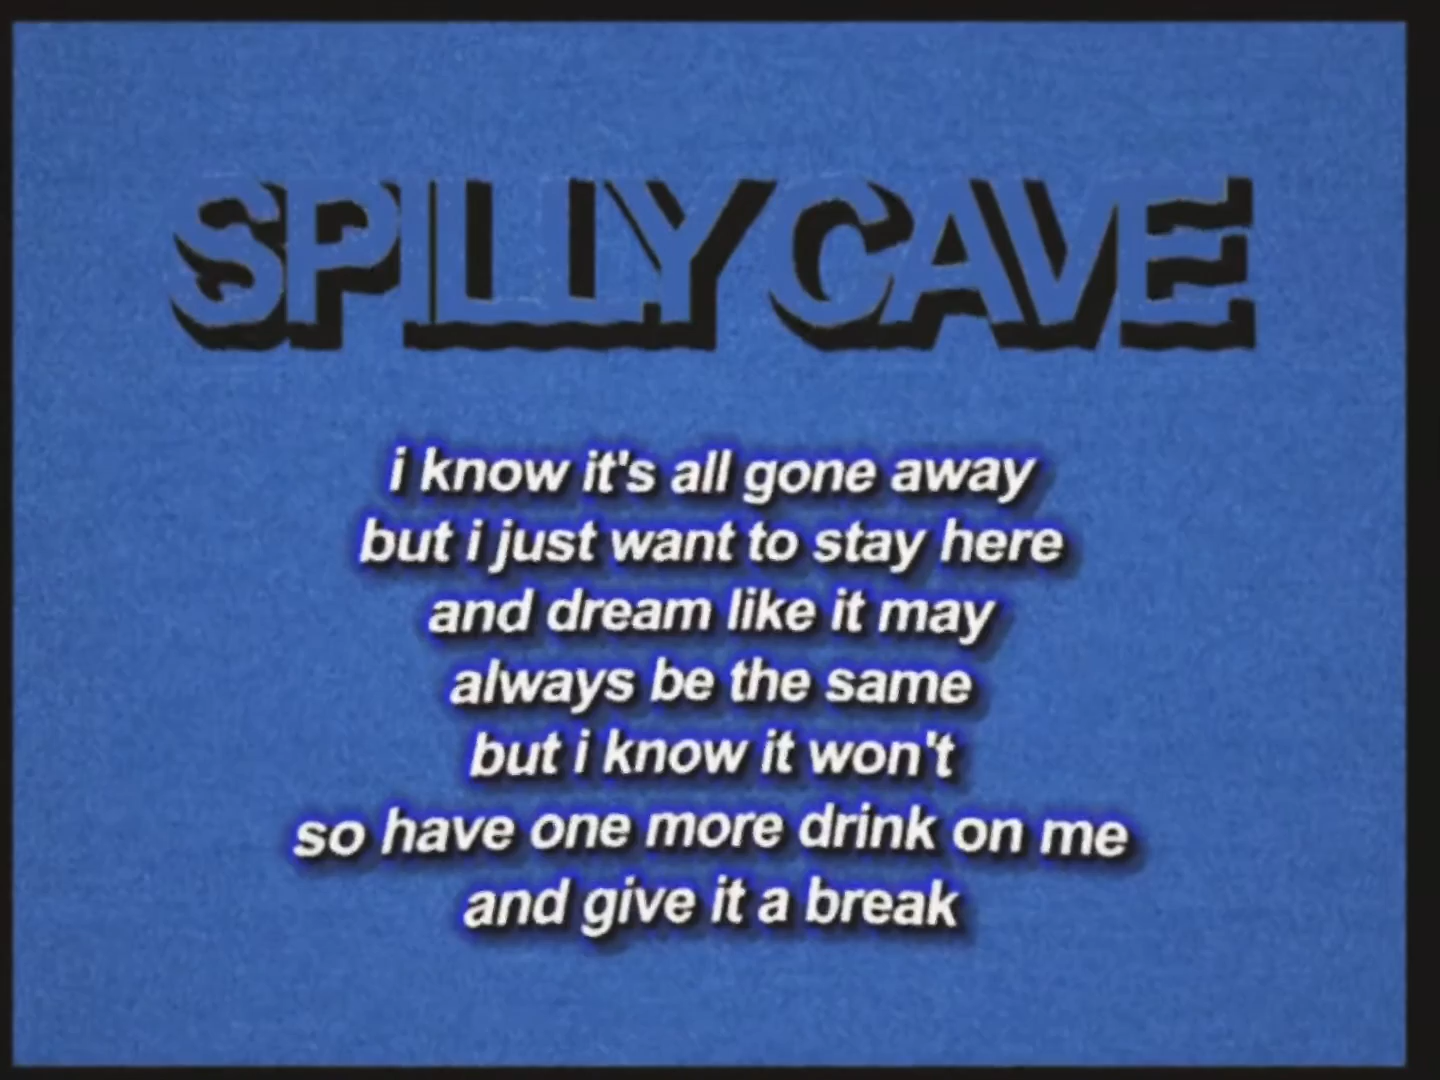 SPILLY CAVE
i know it's all gone away
but i just want to stay here
and dream like it may
always be the same
but i know it won't
so have one more drink on me
and give it a break